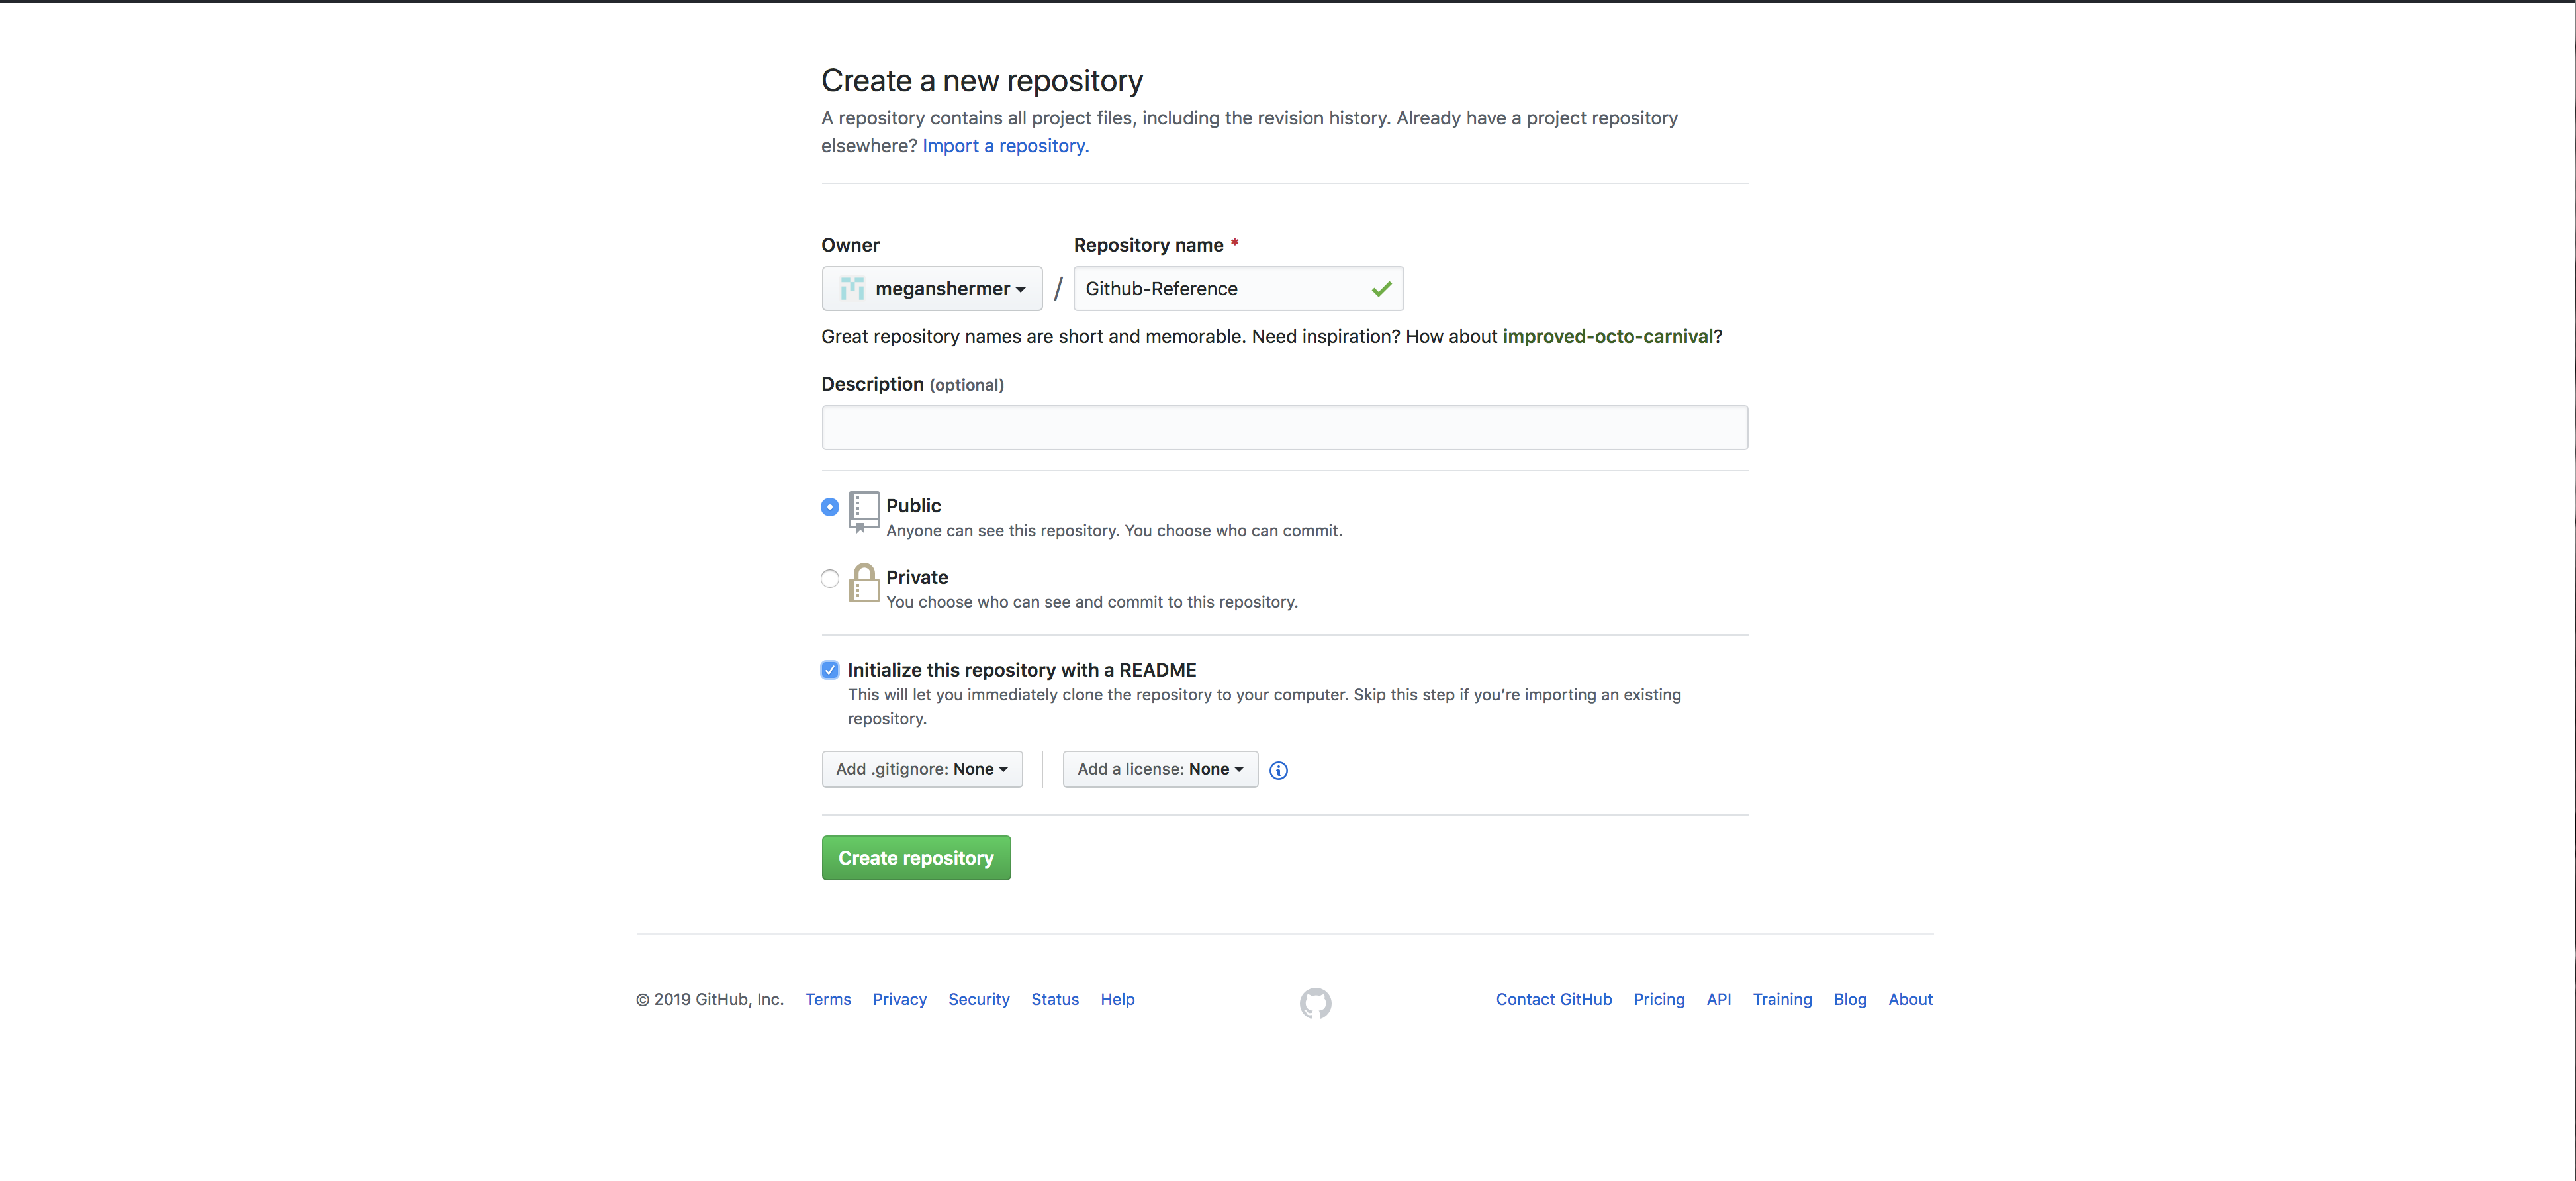 Create a new repository
A repository contains all project files, including the revision history. Already have a project repository
elsewhere? Import a repository.
Owner
Repository name *
meganshermer
/
Github-Reference
Great repository names are short and memorable. Need inspiration? How about improved-octo-carnival?
Description (optional)
Public
Anyone can see this repository. You choose who can commit.
Private
You choose who can see and commit to this repository.
Initialize this repository with a README
This will let you immediately clone the repository to your computer. Skip this step if you’re importing an existing
repository.
Add .gitignore: None
Add a license: None
Create repository
© 2019 GitHub, Inc. Terms Privacy Security Status Help
Contact GitHub Pricing API Training Blog About